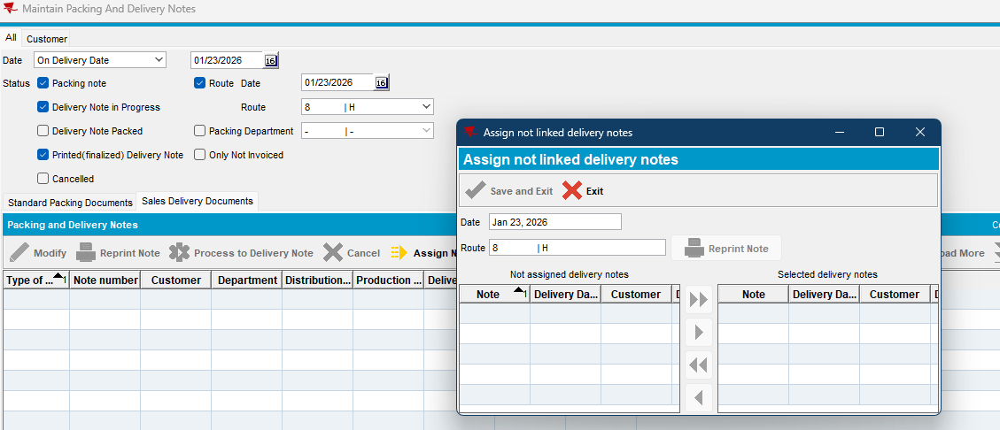 Maintain Packing And Delivery Notes
All Customer
Date On Delivery Date 01/23/2026 16
Status Packing note Route Date 01/23/2026 16
Delivery Note in Progress Route 8 | H
Delivery Note Packed Packing Department - | -
Printed(finalized) Delivery Note Only Not Invoiced
Cancelled
Standard Packing Documents Sales Delivery Documents
Packing and Delivery Notes
Modify Reprint Note Process to Delivery Note Cancel Assign N
Type of ... 1 Note number Customer Department Distribution... Production ... Delive
Assign not linked delivery notes
Assign not linked delivery notes
Save and Exit Exit
Date Jan 23, 2026
Route 8 | H Reprint Note
Not assigned delivery notes Selected delivery notes
Note 1 Delivery Da... Customer Note Delivery Da... Customer
oad More